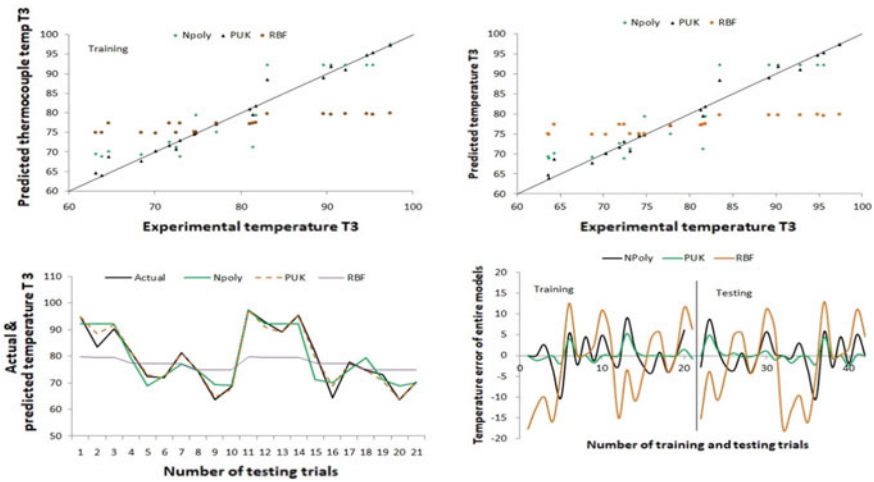 Npoly PUK RBF
Training
Predicted thermocouple temp T3
100
95
90
85
80
75
70
65
60
60 70 80 90 100
Experimental temperature T3
Npoly PUK RBF
Predicted temperature T3
100
95
90
85
80
75
70
65
60
60 65 70 75 80 85 90 95 100
Experimental temperature T3
Actual Npoly PUK RBF
Actual &
predicted temperature T 3
110
100
90
80
70
60
50
1 2 3 4 5 6 7 8 9 10 11 12 13 14 15 16 17 18 19 20 21
Number of testing trials
NPoly PUK RBF
Training Testing
Temperature error of entire models
20
15
10
5
0
-5
-10
-15
-20
0 10 20 30 40
Number of training and testing trials